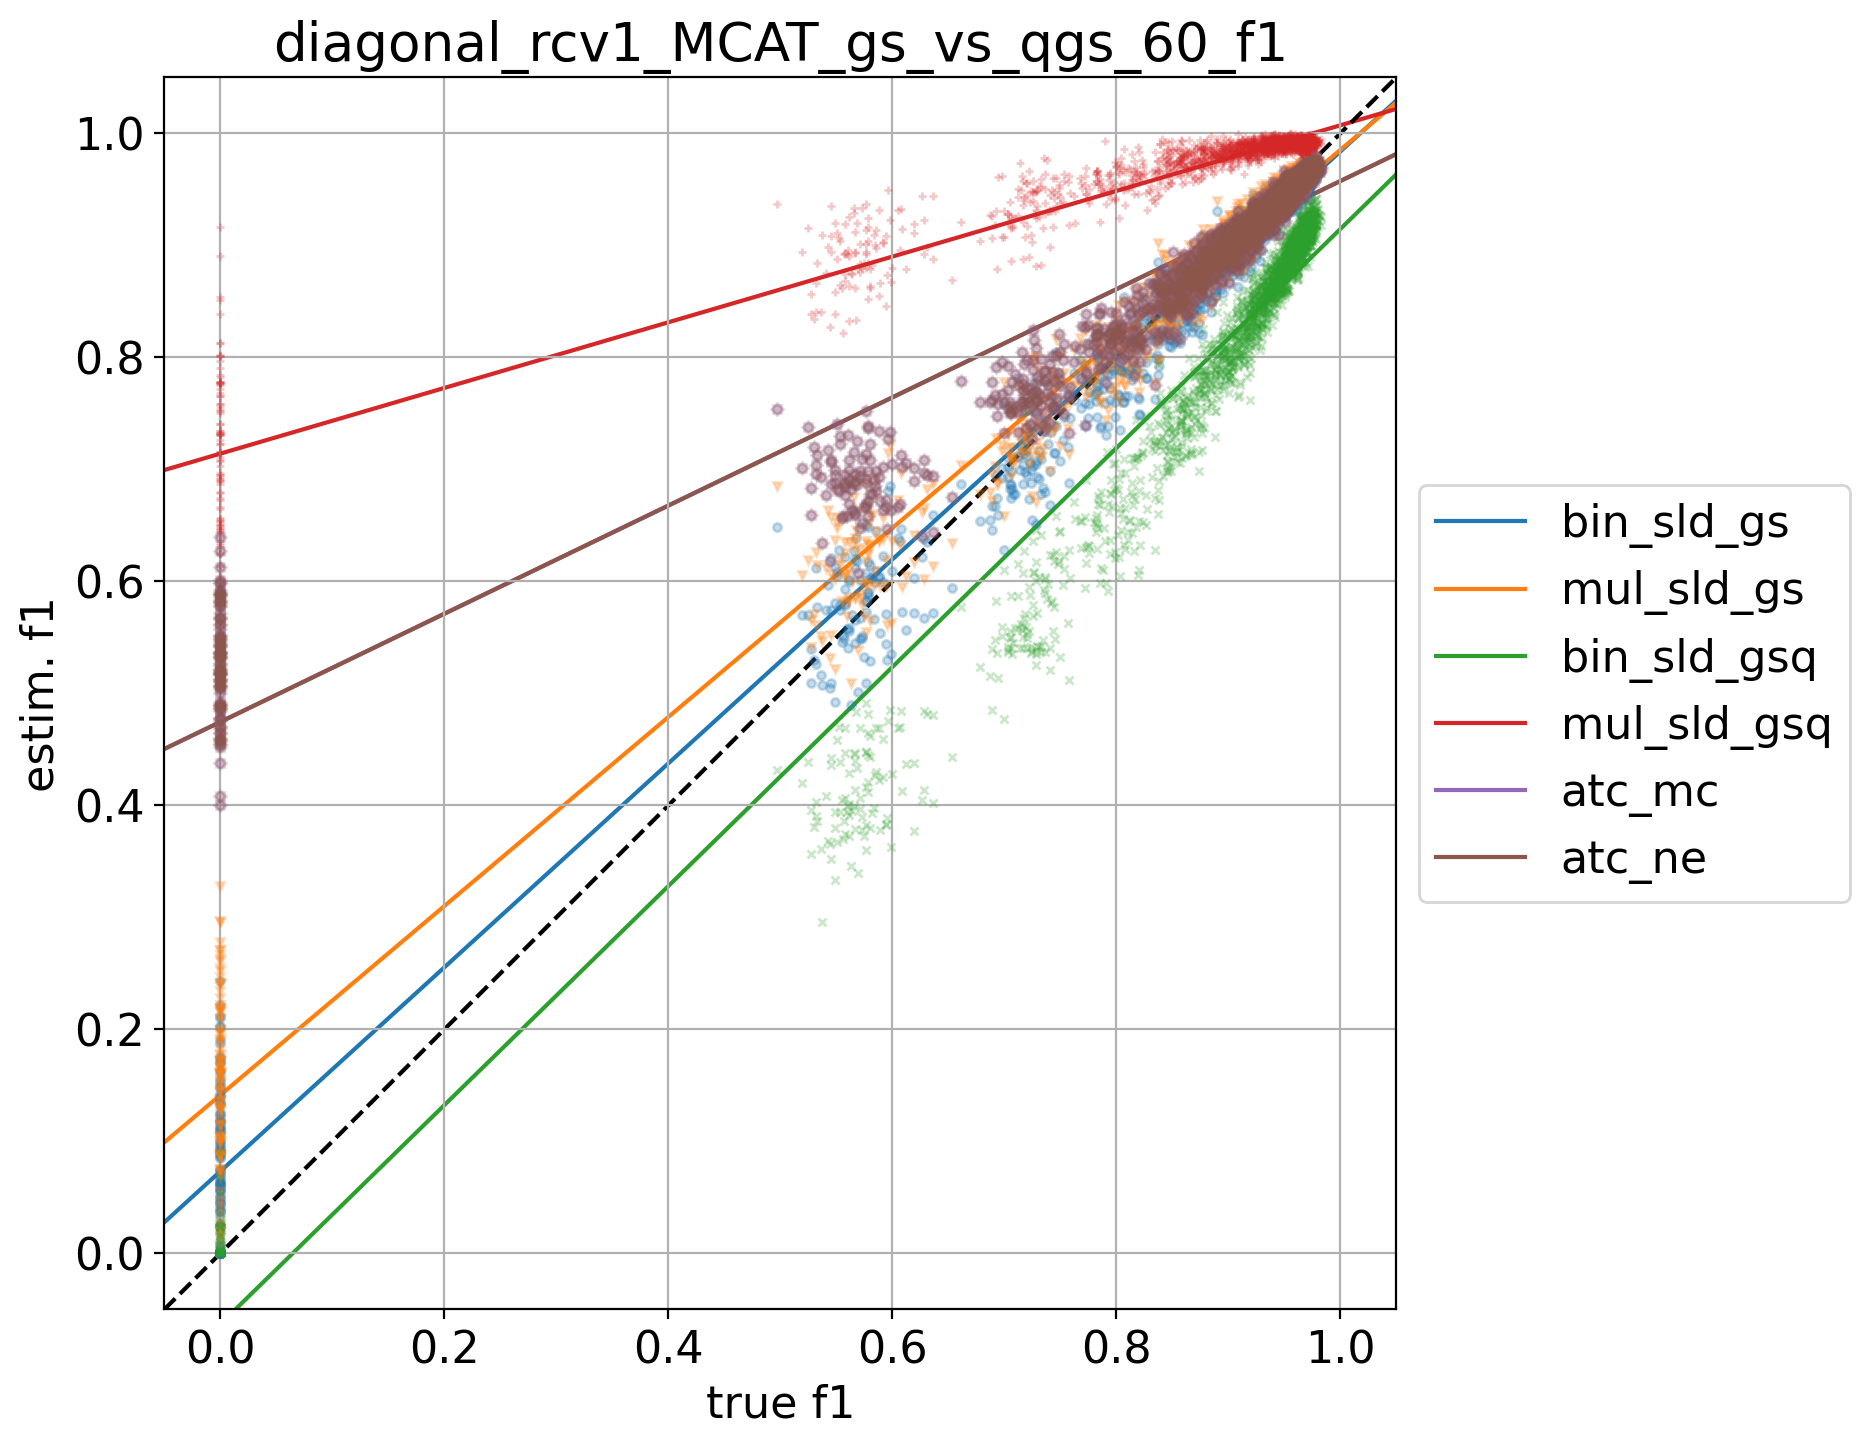 diagonal_rcv1_MCAT_gs_vs_qgs_60_f1
1.0
0.8
0.6
0.4
0.2
0.0
estim. f1
0.0 0.2 0.4 0.6 0.8 1.0
true f1
bin_sld_gs
mul_sld_gs
bin_sld_gsq
mul_sld_gsq
atc_mc
atc_ne